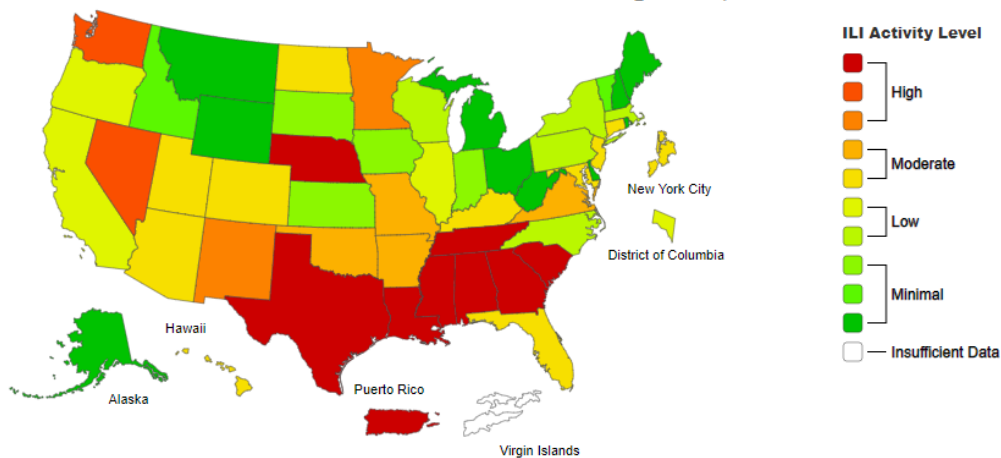 ILI Activity Level
High
Moderate
New York City
Low
District of Columbia
Minimal
Hawaii
Insufficient Data
Puerto Rico
Alaska
Virgin Islands